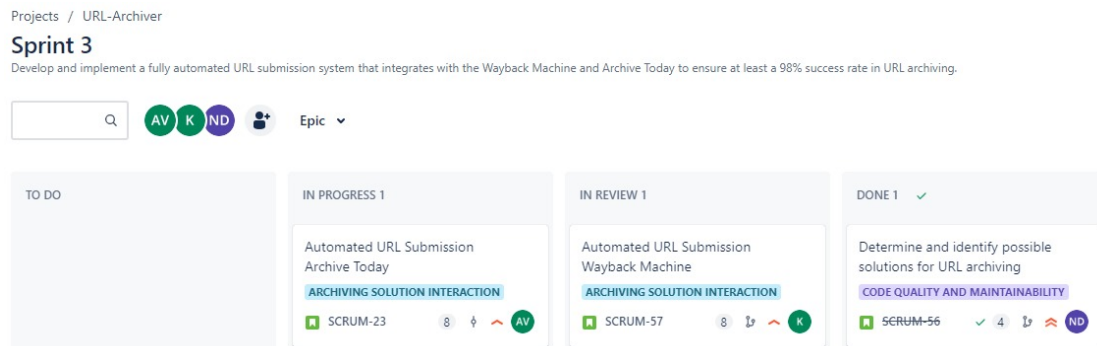 Projects / URL-Archiver
Sprint 3
Develop and implement a fully automated URL submission system that integrates with the Wayback Machine and Archive Today to ensure at least a 98% success rate in URL archiving.
AV K ND Epic
TO DO
IN PROGRESS 1
Automated URL Submission
Archive Today
ARCHIVING SOLUTION INTERACTION
SCRUM-23 8 AV
IN REVIEW 1
Automated URL Submission
Wayback Machine
ARCHIVING SOLUTION INTERACTION
SCRUM-57 8 K
DONE 1
Determine and identify possible
solutions for URL archiving
CODE QUALITY AND MAINTAINABILITY
SCRUM-56 4 ND